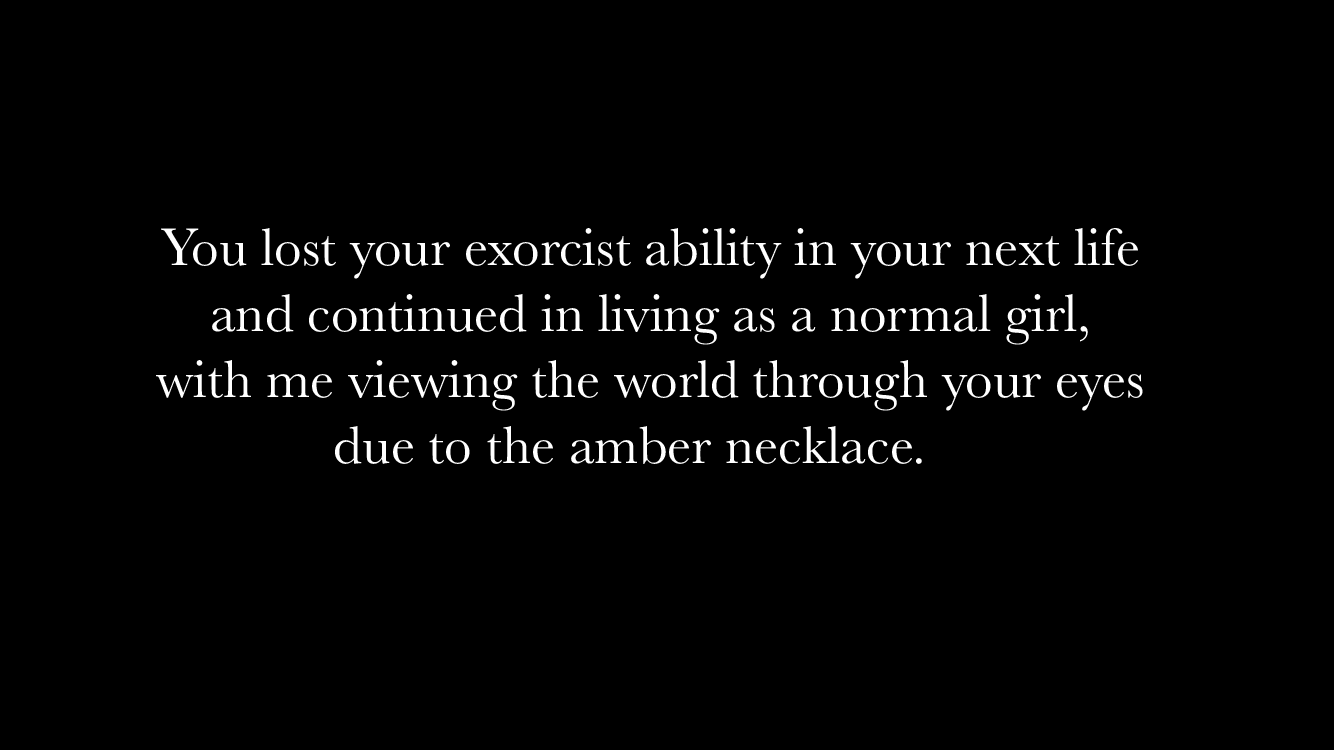 You lost your exorcist ability in your next life
and continued in living as a normal girl,
with me viewing the world through your eyes
due to the amber necklace.